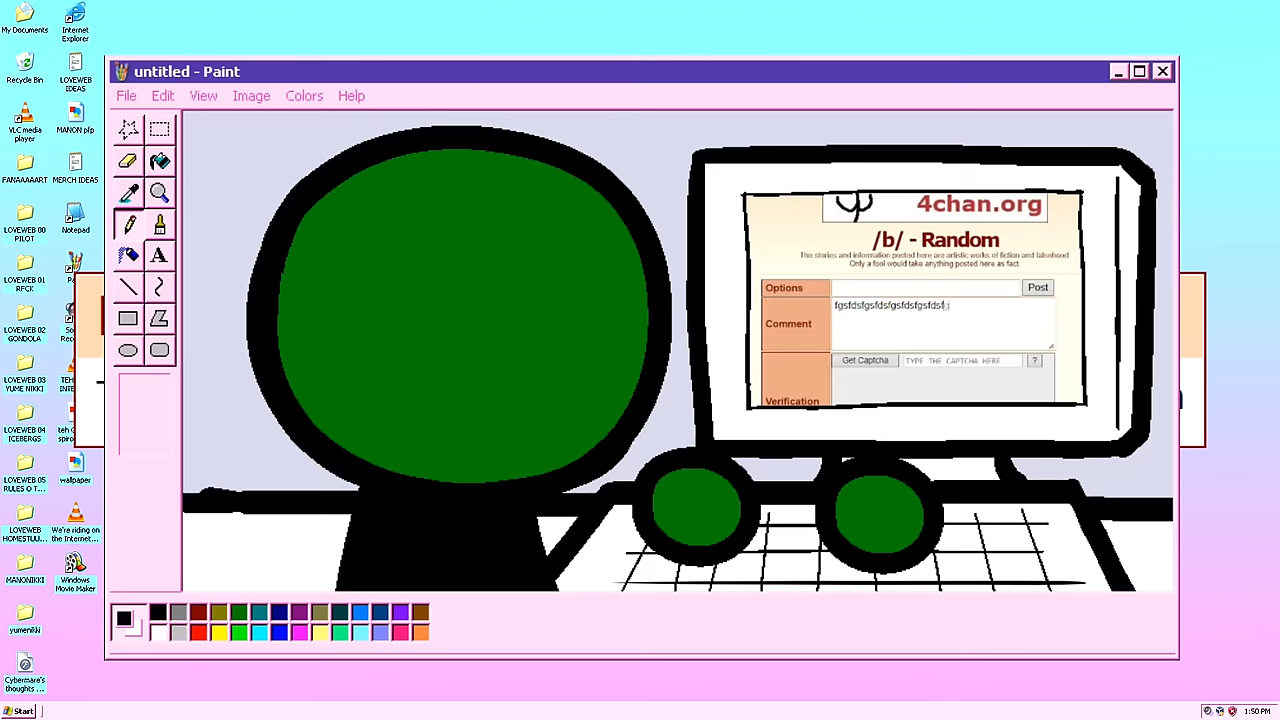 My Documents
Internet
Explorer
Recycle Bin
LOVEWEB
IDEAS
VLC media
player
MANON pfp
FANAAAAART
MERCH IDEAS
LOVEWEB 00
PILOT
Notepad
LOVEWEB 01
RFCK
LOVEWEB 02
GONDOLA
LOVEWEB 03
YUME NIKKI
LOVEWEB 04
ICEBERGS
LOVEWEB 05
RULES O T...
wallpaper
LOVEWEB
HOMESTUU...
We're riding on
the Internet...
MANONIKKI
Windows
Movie Maker
yumenikki
Cybermare's
thoughts ...
untitled - Paint
File Edit View Image Colors Help
A
4chan.org
/b/ - Random
The stories and information posted here are artistic works of fiction and falsehood.
Only a fool would take anything posted here as fact.
Options
Post
Comment
fgsfdsfgsfdsfgsfdsfgsfdsf
Get Captcha
TYPE THE CAPTCHA HERE
?
Verification
Start
1:50 PM